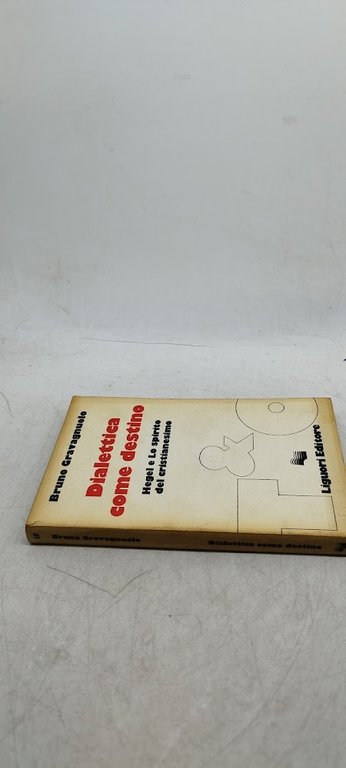 Bruno Gravagnuolo
Dialettica
come destino
Hegel e Lo spirito
del cristianesimo
&
Liguori Editore
Bruno Gravagnuolo
Dialettica come destino